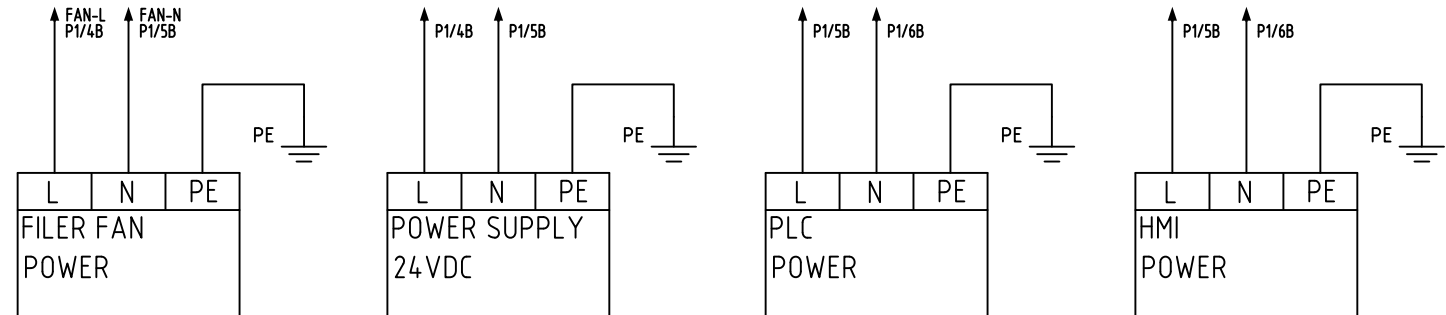 FAN-L
P1/4B
FAN-N
P1/5B
PE
L N PE
FILER FAN
POWER
P1/4B
P1/5B
PE
L N PE
POWER SUPPLY
24VDC
P1/5B
P1/6B
PE
L N PE
PLC
POWER
P1/5B
P1/6B
PE
L N PE
HMI
POWER